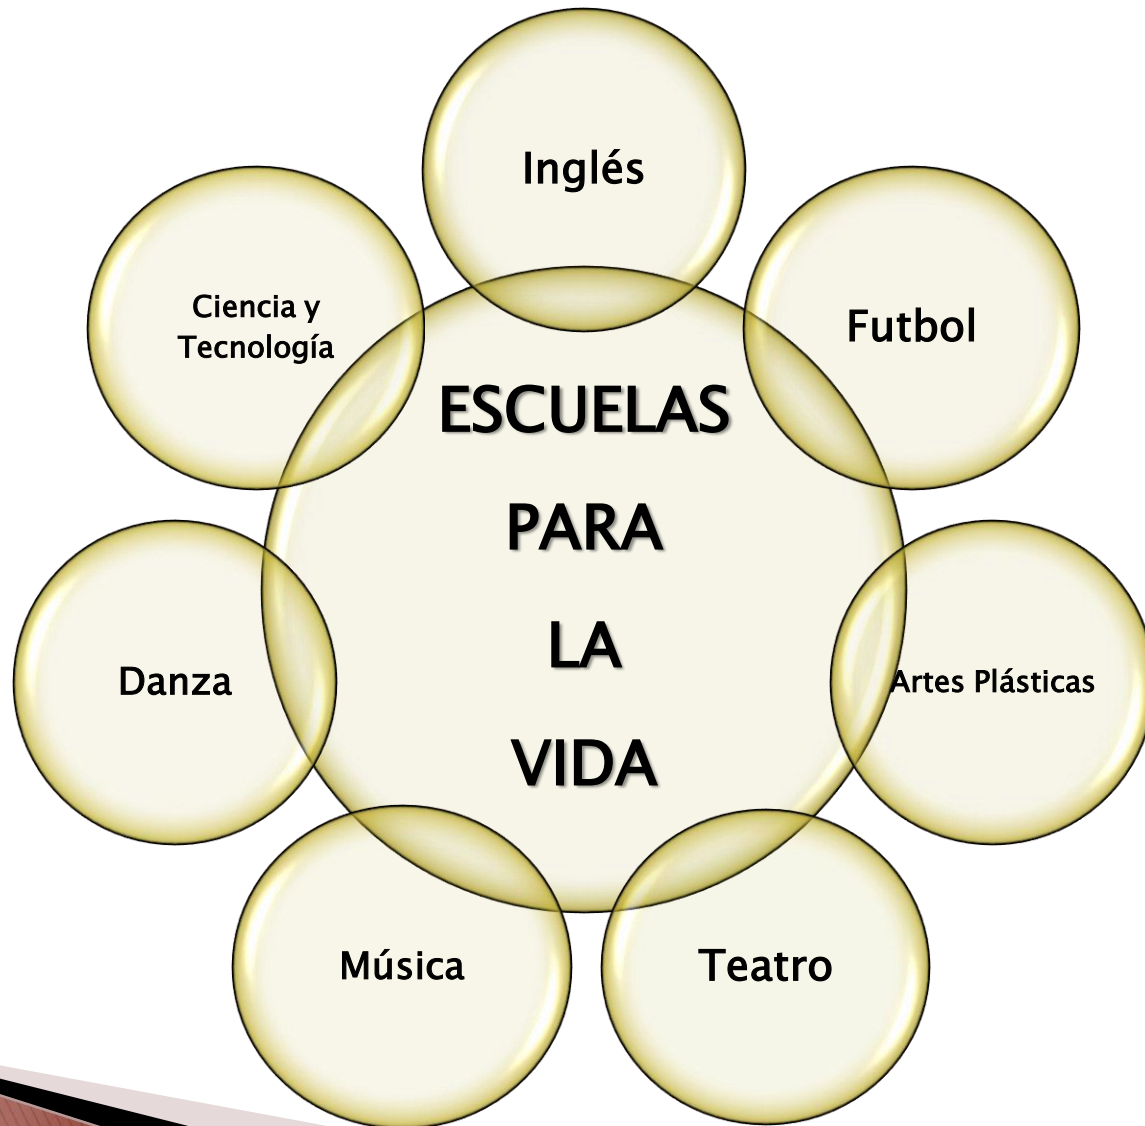 Inglés
Futbol
Ciencia y
Tecnología
ESCUELAS
PARA
LA
VIDA
Danza
Artes Plásticas
Música
Teatro